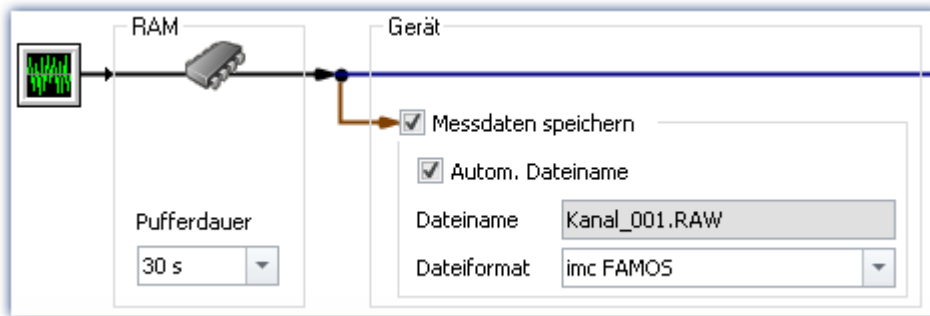 RAM
Gerät
Messdaten speichern
Autom. Dateiname
Pufferdauer
Dateiname Kanal_001.RAW
30 s
Dateiformat imc FAMOS